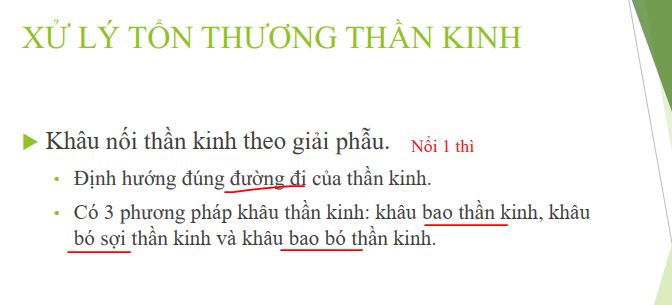 XỬ LÝ TỔN THƯƠNG THẦN KINH
Khâu nối thần kinh theo giải phẫu. Nối 1 thì
• Định hướng đúng đường đi của thần kinh.
• Có 3 phương pháp khâu thần kinh: khâu bao thần kinh, khâu
bó sợi thần kinh và khâu bao bó thần kinh.